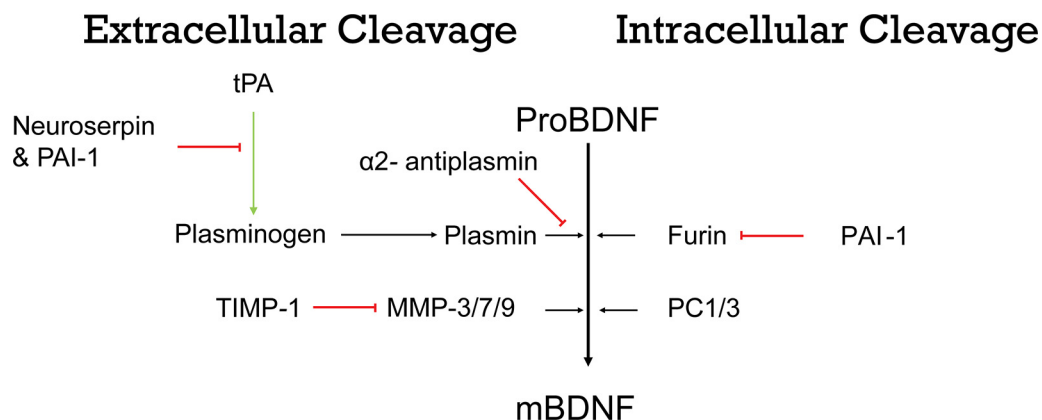 Extracellular Cleavage
Intracellular Cleavage
tPA
ProBDNF
Neuroserpin
& PAI-1
α2- antiplasmin
Plasminogen
Plasmin
Furin
PAI-1
TIMP-1
MMP-3/7/9
PC1/3
mBDNF